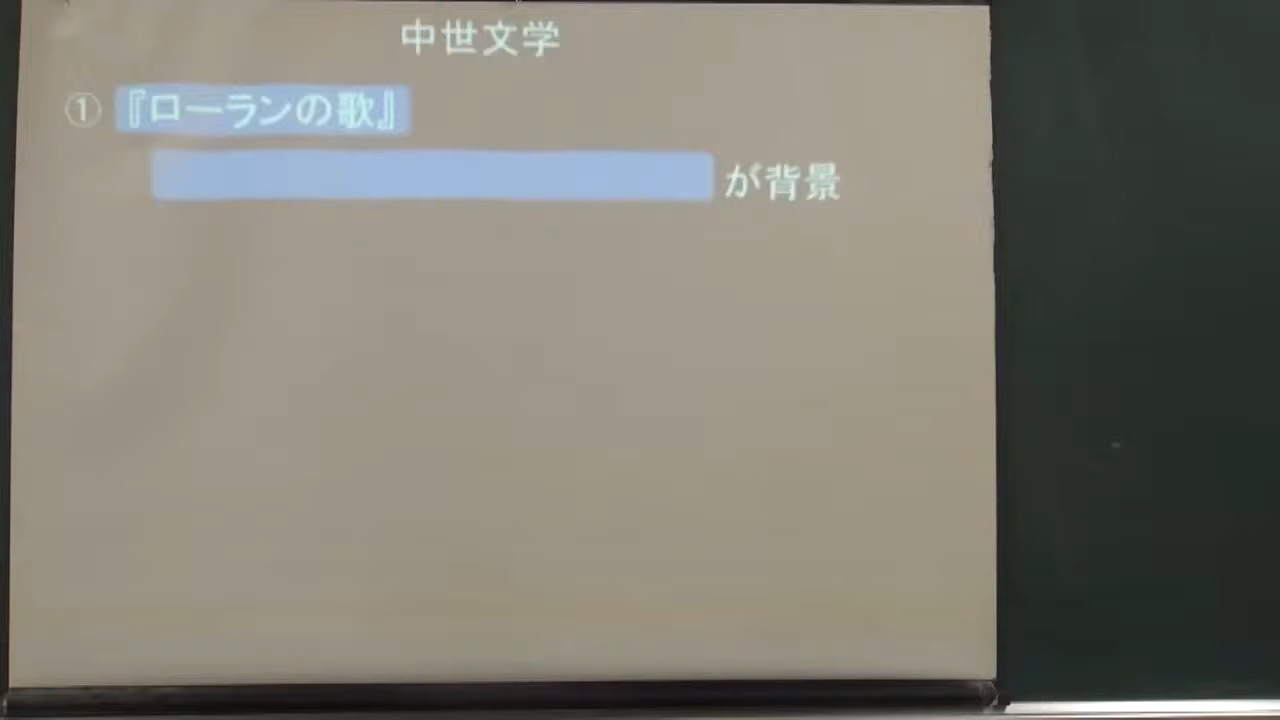 中世文学
① 『ローランの歌』
が背景